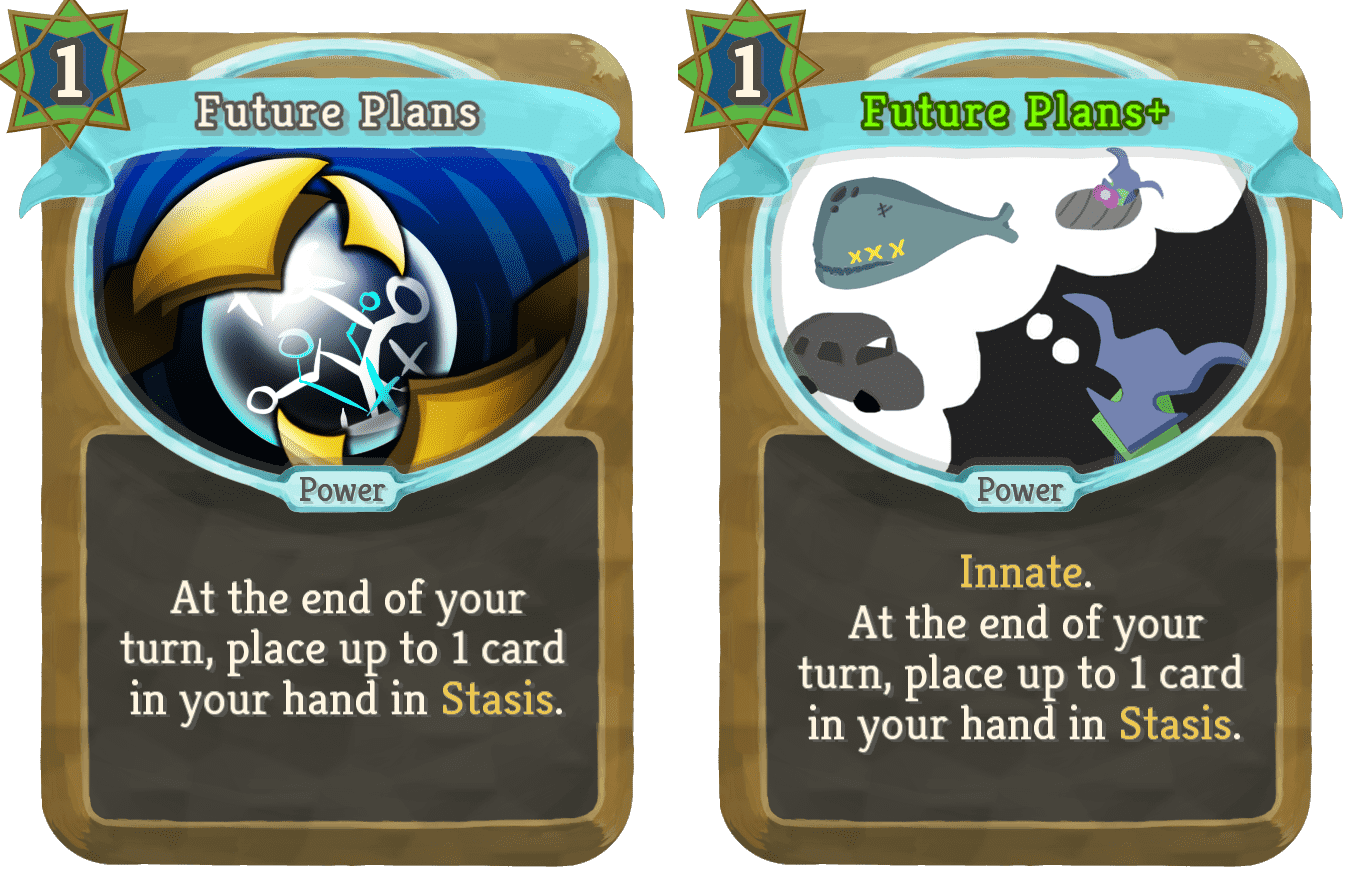 1
Future Plans
Power
At the end of your
turn, place up to 1 card
in your hand in Stasis.
1
Future Plans+
x x x
Power
Innate.
At the end of your
turn, place up to 1 card
in your hand in Stasis.